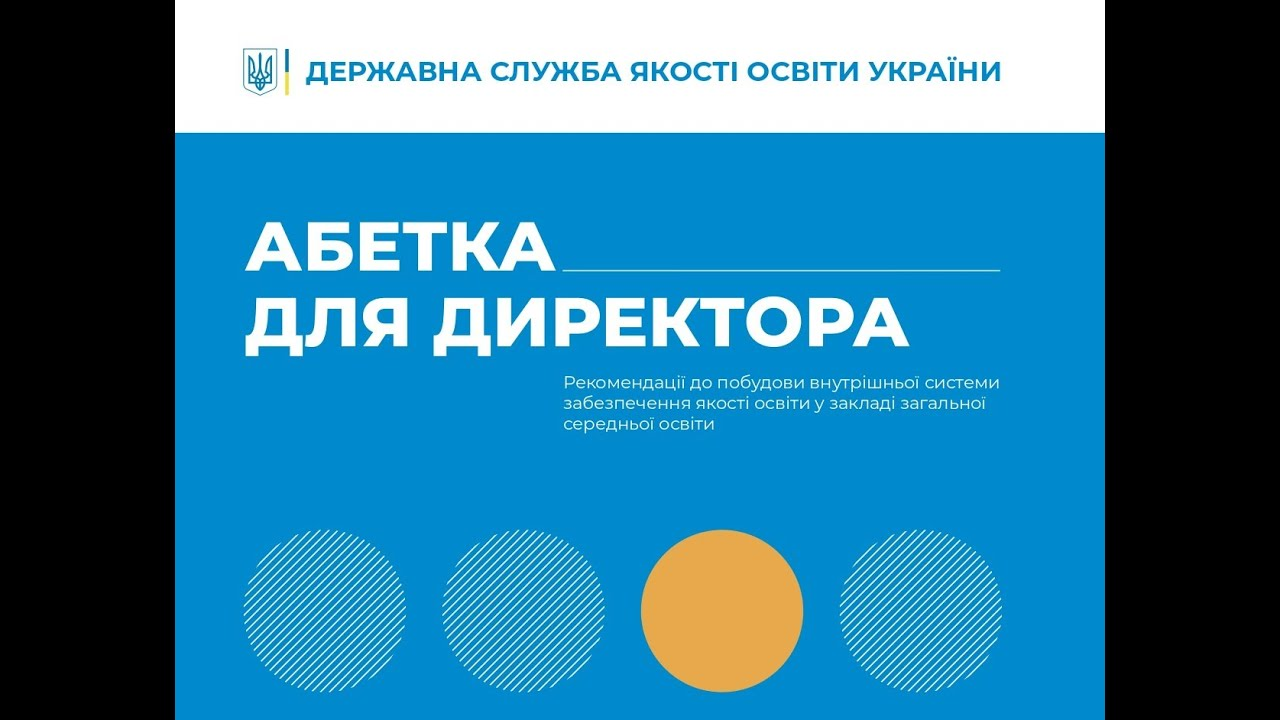 ДЕРЖАВНА СЛУЖБА ЯКОСТІ ОСВІТИ УКРАЇНИ
АБЕТКА
ДЛЯ ДИРЕКТОРА
Рекомендації до побудови внутрішньої системи
забезпечення якості освіти у закладі загальної
середньої освіти